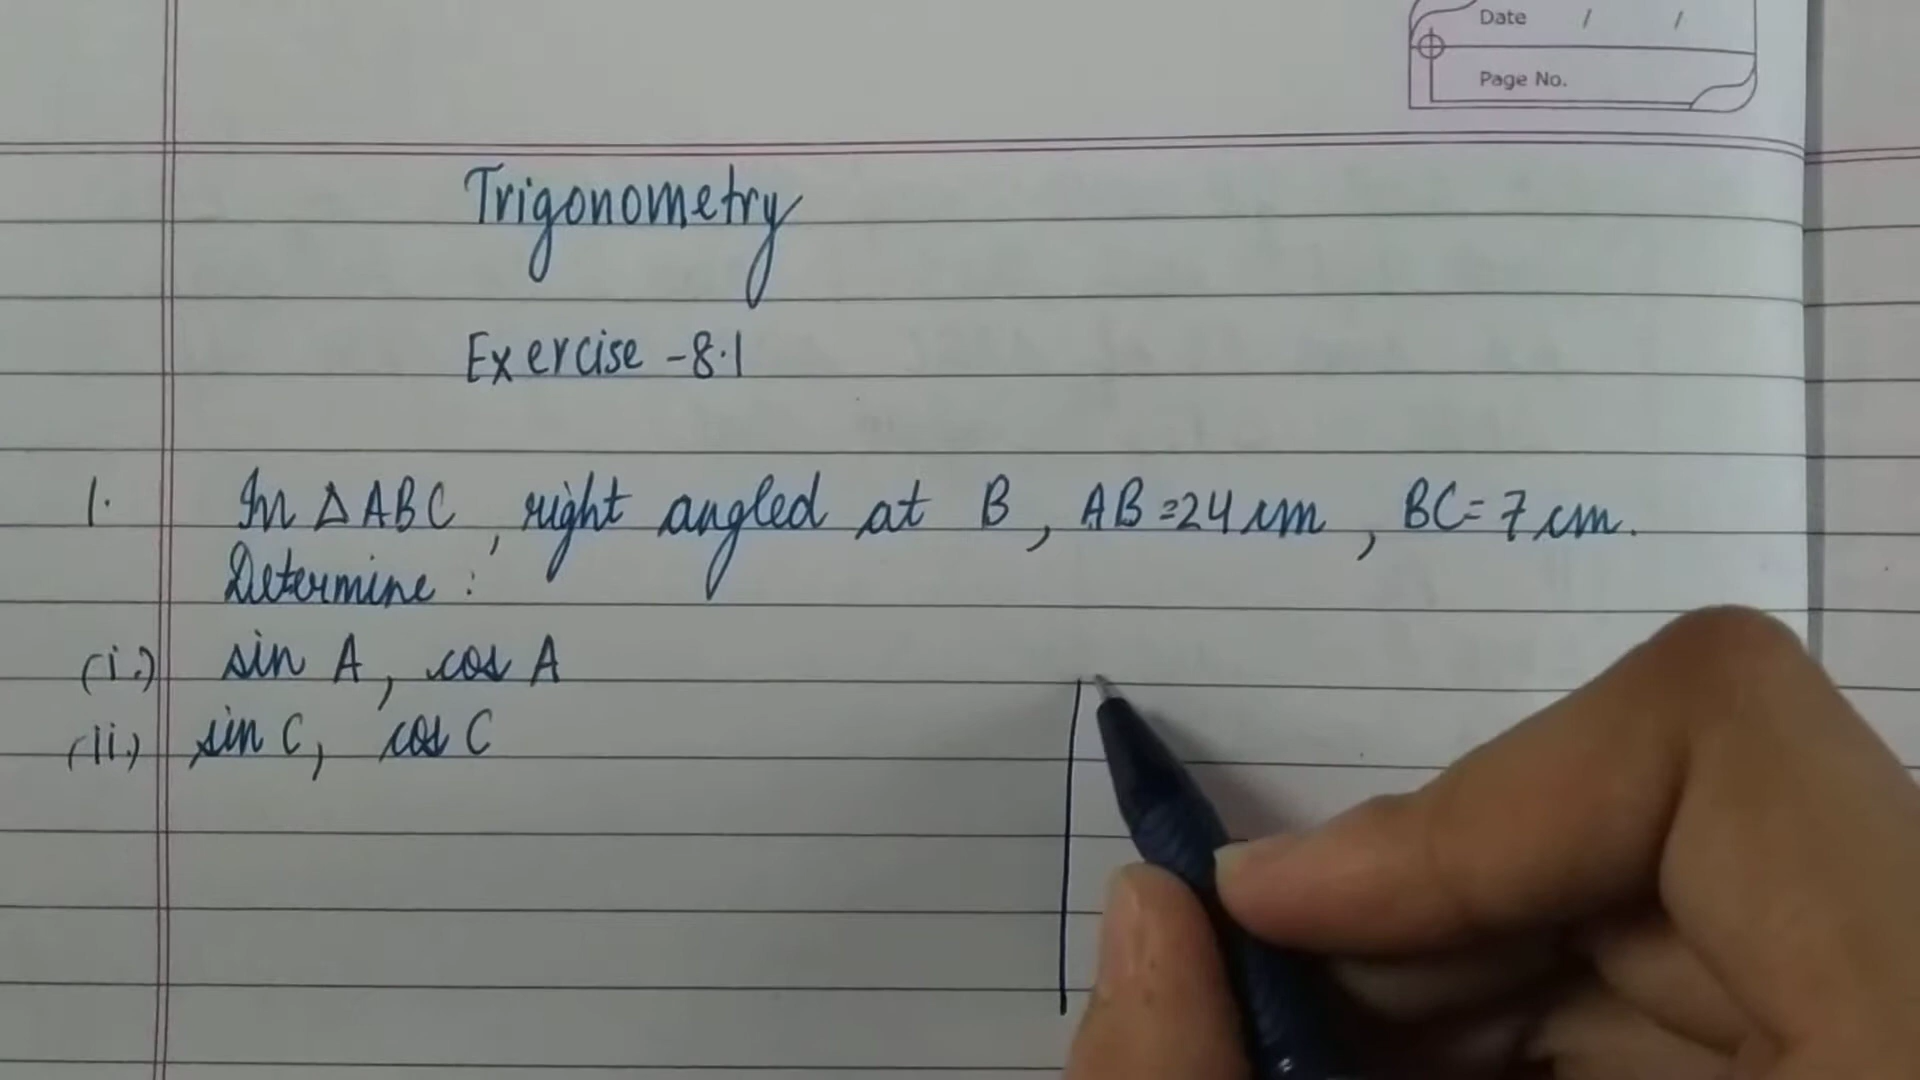 Date / /
Page No.
Trigonometry
Exercise -8.1
1. In △ ABC, right angled at B, AB=24 cm, BC= 7 cm.
Determine :
(i.) sin A, cos A
(ii.) sin C, cos C